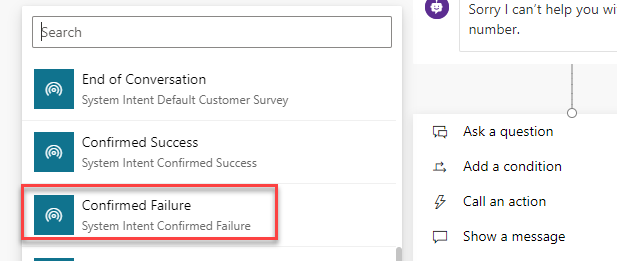 Search
End of Conversation
System Intent Default Customer Survey
Confirmed Success
System Intent Confirmed Success
Confirmed Failure
System Intent Confirmed Failure
Sorry I can't help you wi
number.
Ask a question
Add a condition
Call an action
Show a message